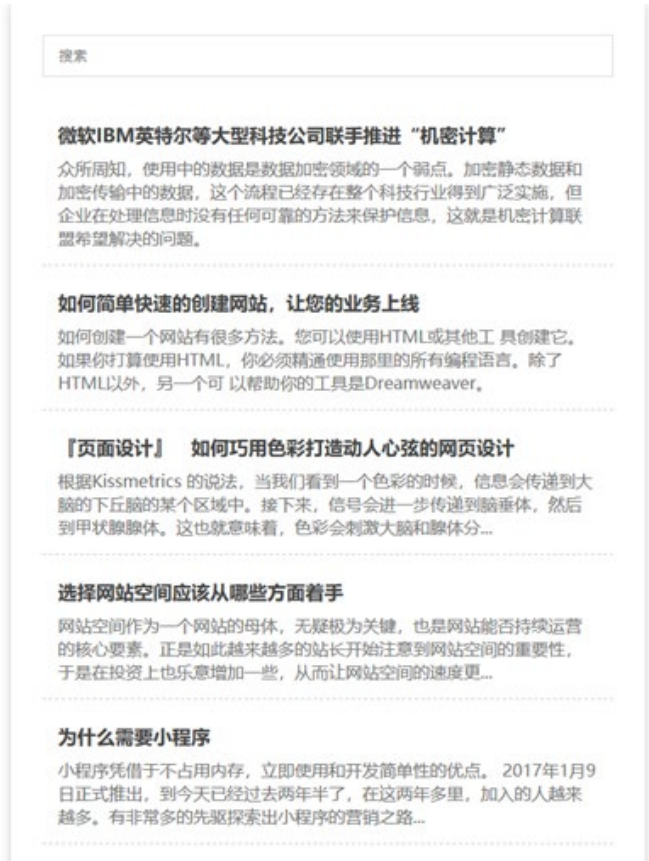 搜素
微软IBM英特尔等大型科技公司联手推进“机密计算”
众所周知，使用中的数据是数据加密领域的一个弱点。加密静态数据和
加密传输中的数据，这个流程已经存在整个科技行业得到广泛实施，但
企业在处理信息时没有任何可靠的方法来保护信息，这就是机密计算联
盟希望解决的问题。
如何简单快速的创建网站，让您的业务上线
如何创建一个网站有很多方法。您可以使用HTML或其他工 具创建它。
如果你打算使用HTML，你必须精通使用那里的所有编程语言。除了
HTML以外，另一个可 以帮助你的工具是Dreamweaver。
『页面设计』 如何巧用色彩打造动人心弦的网页设计
根据Kissmetrics 的说法，当我们看到一个色彩的时候，信息会传递到大
脑的下丘脑的某个区域中。接下来，信号会进一步传递到脑垂体，然后
到甲状腺腺体。这也就意味着，色彩会刺激大脑和腺体分...
选择网站空间应该从哪些方面着手
网站空间作为一个网站的母体，无疑极为关键，也是网站能否持续运营
的核心要素。正是如此越来越多的站长开始注意到网站空间的重要性，
于是在投资上也乐意增加一些，从而让网站空间的速度更...
为什么需要小程序
小程序凭借于不占用内存，立即使用和开发简单性的优点。 2017年1月9
日正式推出，到今天已经过去两年半了，在这两年多里，加入的人越来
越多。有非常多的先驱探索出小程序的营销之路...